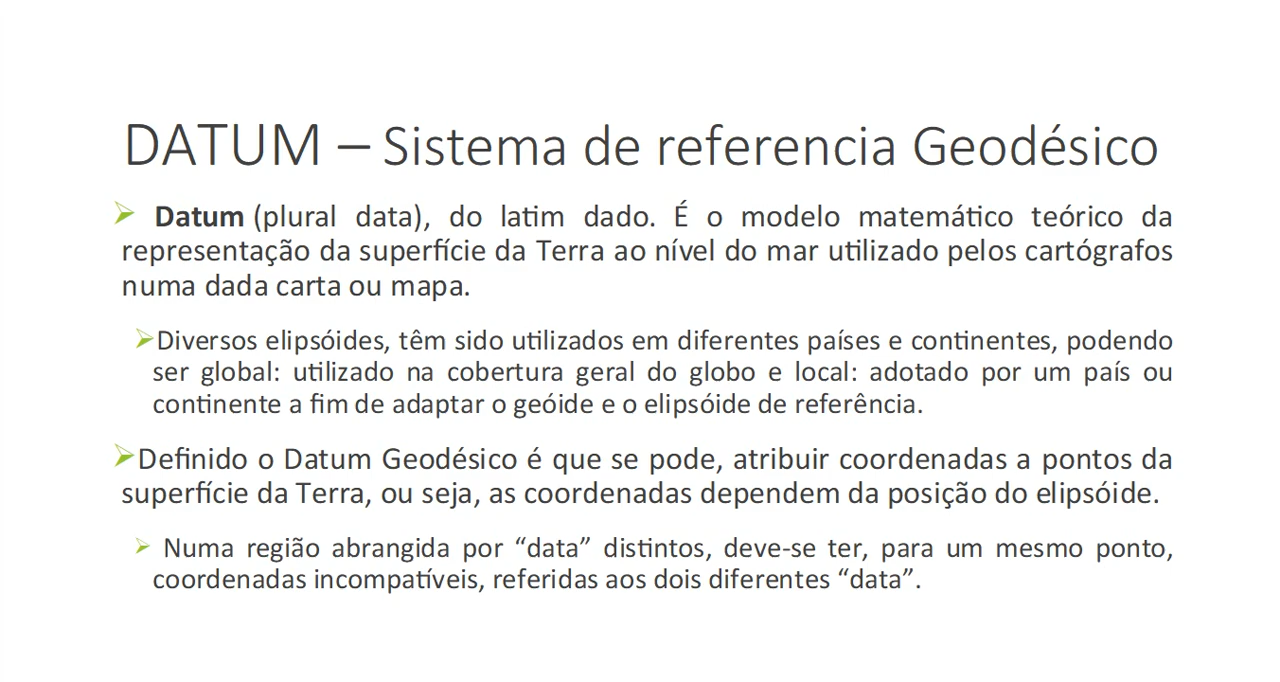 DATUM – Sistema de referencia Geodésico
Datum (plural data), do latim dado. É o modelo matemático teórico da
representação da superfície da Terra ao nível do mar utilizado pelos cartógrafos
numa dada carta ou mapa.
Diversos elipsóides, têm sido utilizados em diferentes países e continentes, podendo
ser global: utilizado na cobertura geral do globo e local: adotado por um país ou
continente a fim de adaptar o geóide e o elipsóide de referência.
Definido o Datum Geodésico é que se pode, atribuir coordenadas a pontos da
superfície da Terra, ou seja, as coordenadas dependem da posição do elipsóide.
Numa região abrangida por “data” distintos, deve-se ter, para um mesmo ponto,
coordenadas incompatíveis, referidas aos dois diferentes “data”.